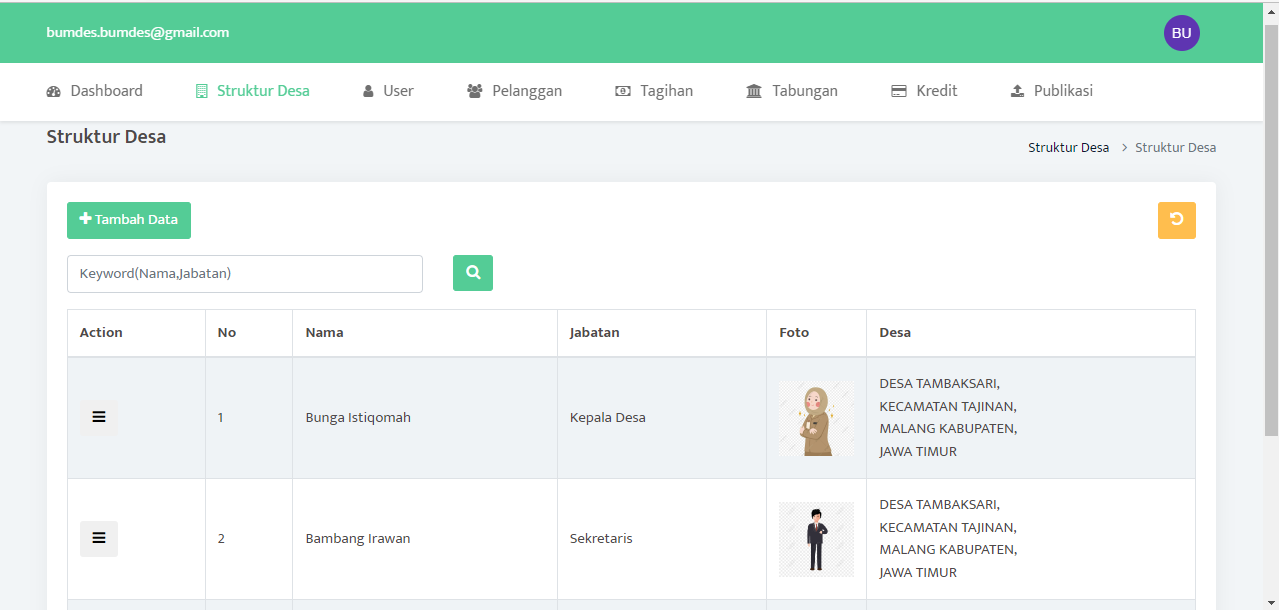 bumdes.bumdes@gmail.com
BU
Dashboard
Struktur Desa
User
Pelanggan
Tagihan
Tabungan
Kredit
Publikasi
Struktur Desa
Struktur Desa > Struktur Desa
Tambah Data
Keyword(Nama,Jabatan)
Action No Nama Jabatan Foto Desa
1 Bunga Istiqomah Kepala Desa
DESA TAMBAKSARI,
KECAMATAN TAJINAN,
MALANG KABUPATEN,
JAWA TIMUR
2 Bambang Irawan Sekretaris
DESA TAMBAKSARI,
KECAMATAN TAJINAN,
MALANG KABUPATEN,
JAWA TIMUR